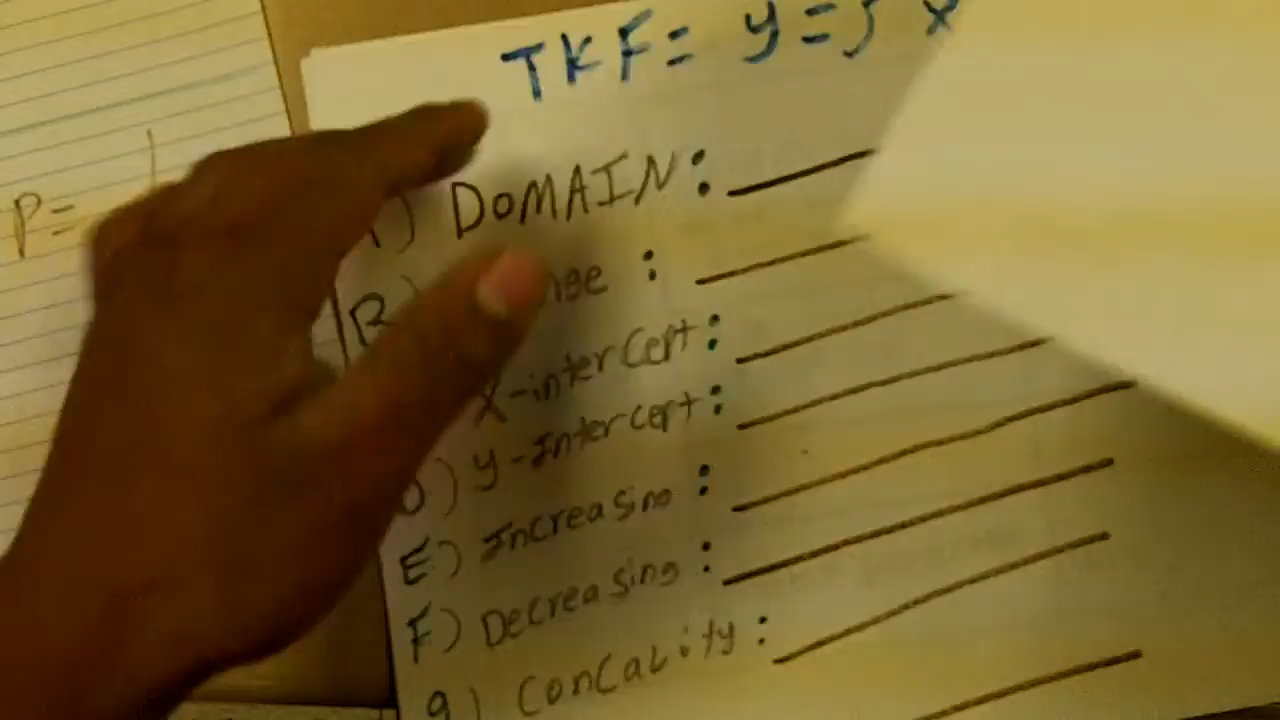 TKF= y={ x
P=
) DOMAIN:
B) nge :
X-intercept:
D) y-Intercept:
E) Increasing :
F) Decreasing :
g) Concavity :